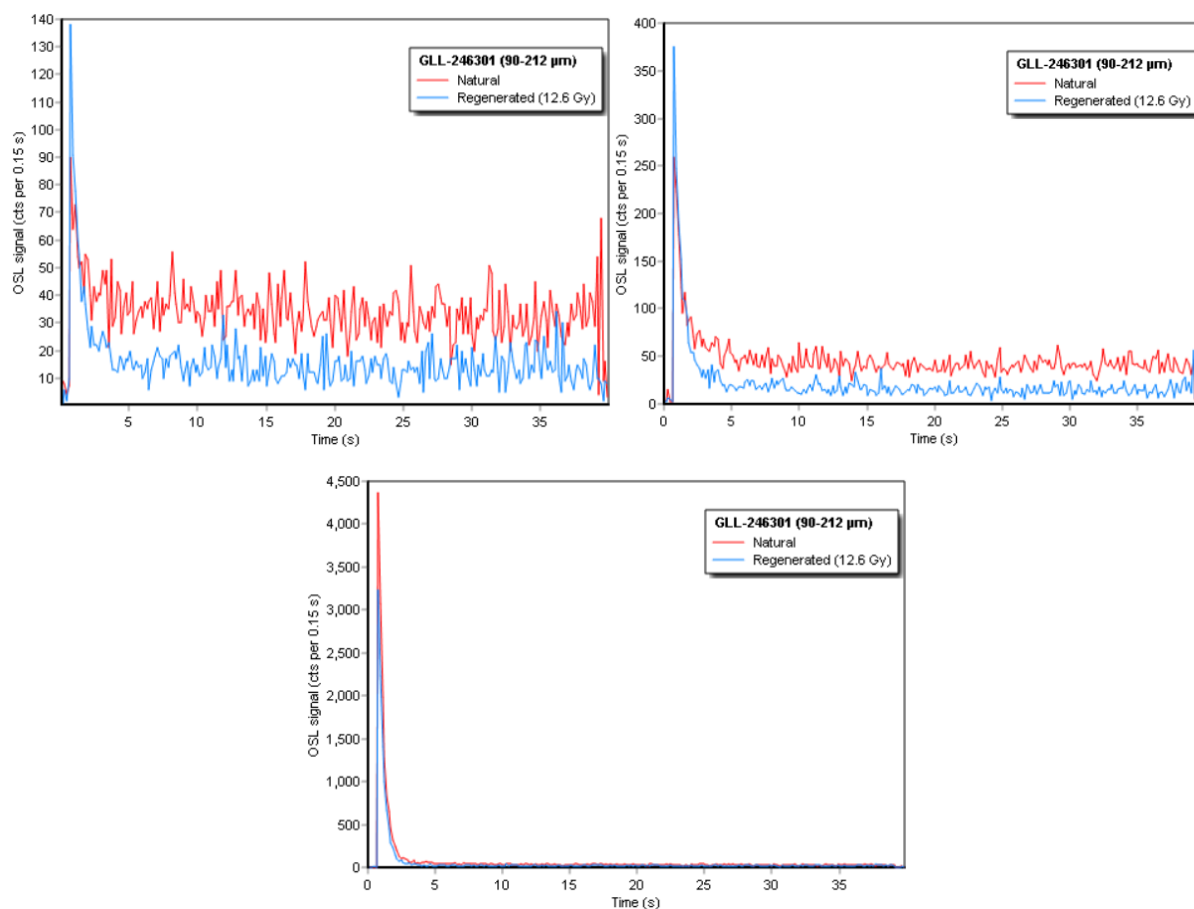 140
130
120
110
100
90
80
70
60
50
40
30
20
10
OSL signal (cts per 0.15 s)
GLL-246301 (90-212 µm)
Natural
Regenerated (12.6 Gy)
5 10 15 20 25 30 35
Time (s)
400
350
300
250
200
150
100
50
0
OSL signal (cts per 0.15 s)
GLL-246301 (90-212 µm)
Natural
Regenerated (12.6 Gy)
0 5 10 15 20 25 30 35
Time (s)
4,500
4,000
3,500
3,000
2,500
2,000
1,500
1,000
500
0
OSL signal (cts per 0.15 s)
GLL-246301 (90-212 µm)
Natural
Regenerated (12.6 Gy)
0 5 10 15 20 25 30 35
Time (s)